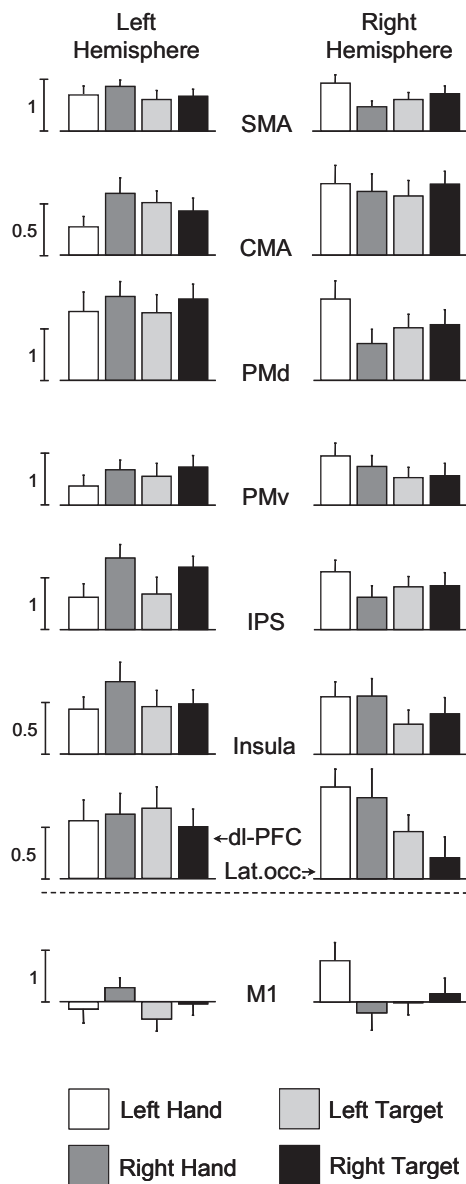 Left Hemisphere
Right Hemisphere
1
SMA
0.5
CMA
1
PMd
1
PMv
1
IPS
0.5
Insula
0.5
←dl-PFC
Lat.occ.→
1
M1
Left Hand
Left Target
Right Hand
Right Target